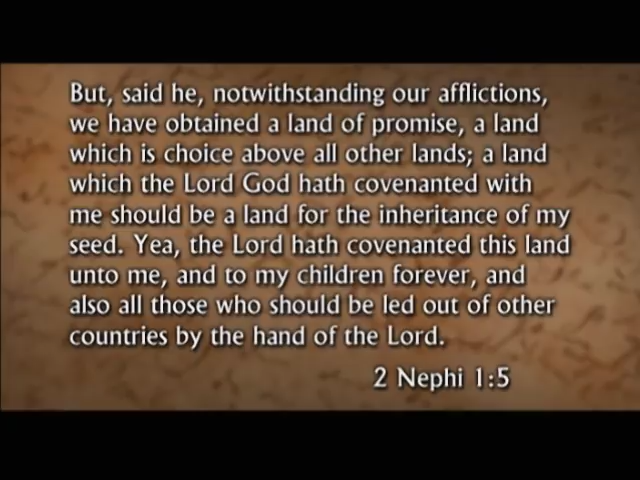 But, said he, notwithstanding our afflictions,
we have obtained a land of promise, a land
which is choice above all other lands; a land
which the Lord God hath covenanted with
me should be a land for the inheritance of my
seed. Yea, the Lord hath covenanted this land
unto me, and to my children forever, and
also all those who should be led out of other
countries by the hand of the Lord.
2 Nephi 1:5